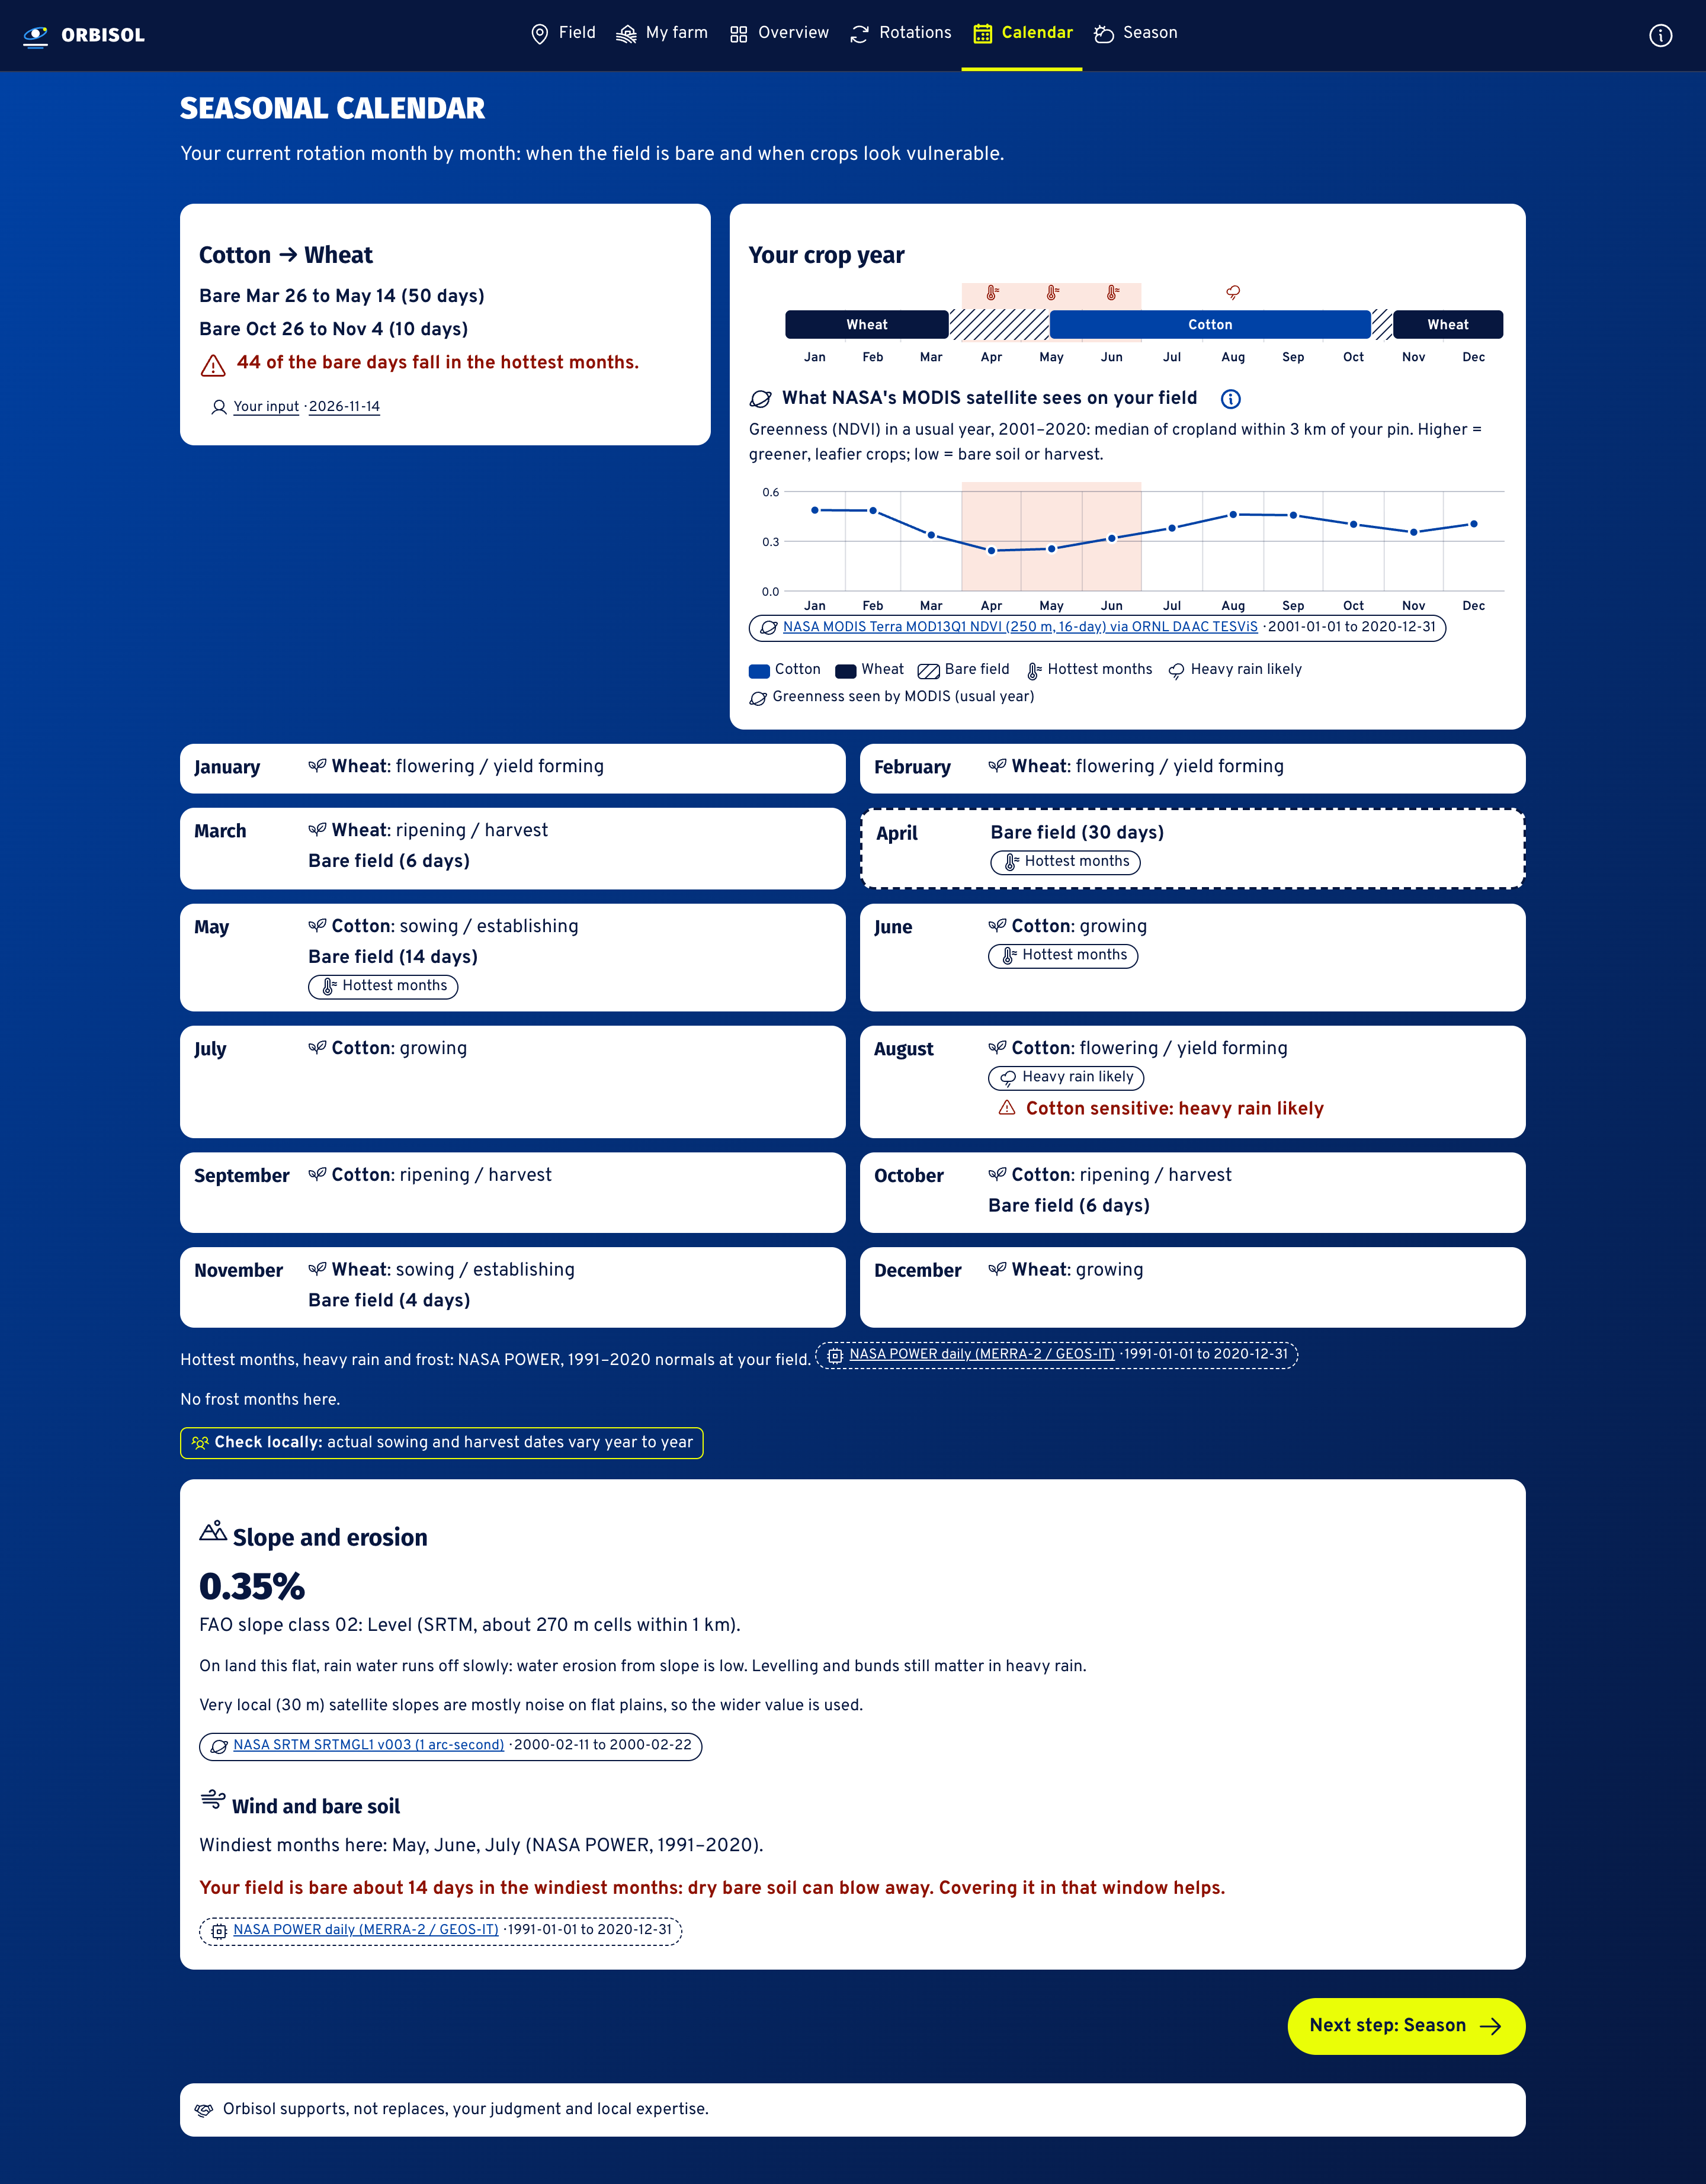 ORBISOL
Field
My farm
Overview
Rotations
Calendar
Season
SEASONAL CALENDAR
Your current rotation month by month: when the field is bare and when crops look vulnerable.
Cotton → Wheat
Bare Mar 26 to May 14 (50 days)
Bare Oct 26 to Nov 4 (10 days)
44 of the bare days fall in the hottest months.
Your input · 2026-11-14
Your crop year
Wheat Cotton Wheat
Jan Feb Mar Apr May Jun Jul Aug Sep Oct Nov Dec
What NASA's MODIS satellite sees on your field
Greenness (NDVI) in a usual year, 2001–2020: median of cropland within 3 km of your pin. Higher =
greener, leafier crops; low = bare soil or harvest.
0.6
0.3
0.0
Jan Feb Mar Apr May Jun Jul Aug Sep Oct Nov Dec
NASA MODIS Terra MOD13Q1 NDVI (250 m, 16-day) via ORNL DAAC TESViS · 2001-01-01 to 2020-12-31
Cotton Wheat Bare field Hottest months Heavy rain likely
Greenness seen by MODIS (usual year)
January
Wheat: flowering / yield forming
February
Wheat: flowering / yield forming
March
Wheat: ripening / harvest
Bare field (6 days)
April
Bare field (30 days)
Hottest months
May
Cotton: sowing / establishing
Bare field (14 days)
Hottest months
June
Cotton: growing
Hottest months
July
Cotton: growing
August
Cotton: flowering / yield forming
Heavy rain likely
Cotton sensitive: heavy rain likely
September
Cotton: ripening / harvest
October
Cotton: ripening / harvest
Bare field (6 days)
November
Wheat: sowing / establishing
Bare field (4 days)
December
Wheat: growing
Hottest months, heavy rain and frost: NASA POWER, 1991–2020 normals at your field. NASA POWER daily (MERRA-2 / GEOS-IT) · 1991-01-01 to 2020-12-31
No frost months here.
Check locally: actual sowing and harvest dates vary year to year
Slope and erosion
0.35%
FAO slope class 02: Level (SRTM, about 270 m cells within 1 km).
On land this flat, rain water runs off slowly: water erosion from slope is low. Levelling and bunds still matter in heavy rain.
Very local (30 m) satellite slopes are mostly noise on flat plains, so the wider value is used.
NASA SRTM SRTMGL1 v003 (1 arc-second) · 2000-02-11 to 2000-02-22
Wind and bare soil
Windiest months here: May, June, July (NASA POWER, 1991–2020).
Your field is bare about 14 days in the windiest months: dry bare soil can blow away. Covering it in that window helps.
NASA POWER daily (MERRA-2 / GEOS-IT) · 1991-01-01 to 2020-12-31
Next step: Season →
Orbisol supports, not replaces, your judgment and local expertise.